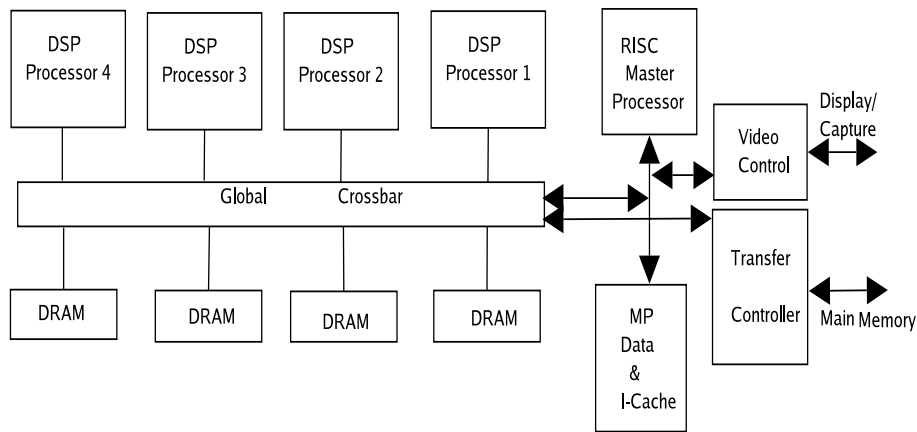 DSP
Processor 4
DSP
Processor 3
DSP
Processor 2
DSP
Processor 1
RISC
Master
Processor
Video
Control
Display/
Capture
Global Crossbar
Transfer
Controller
Main Memory
DRAM
DRAM
DRAM
DRAM
MP
Data
&
I-Cache